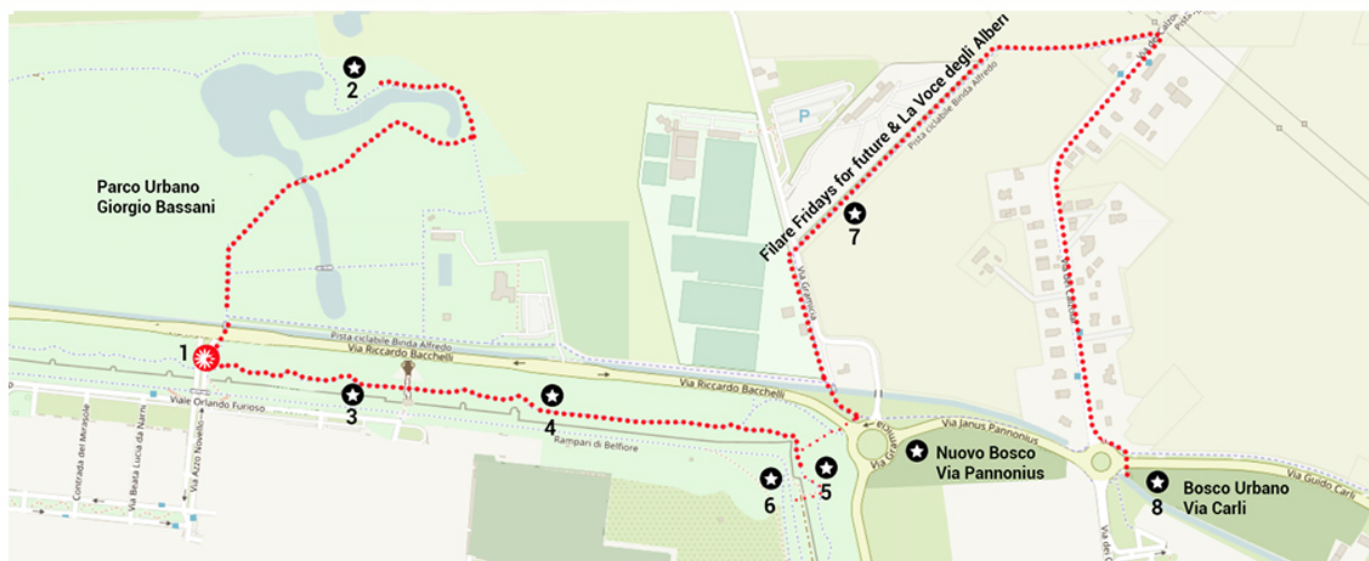 2
Filare Fridays for future & La Voce degli Alberi
Pista ciclabile Binda Alfredo
P
Parco Urbano
Giorgio Bassani
7
Via Gramicia
Pista ciclabile Binda Alfredo
Via Riccardo Bacchelli
Via Riccardo Bacchelli
1
3
4
Viale Orlando Furioso
Rampari di Belfiore
Contrada del Mirasole
Via Beata Lucia da Narni
Via Azzo Novello
Via Janus Pannonius
Nuovo Bosco
Via Pannonius
5
6
Via Guido Carli
Bosco Urbano
Via Carli
8